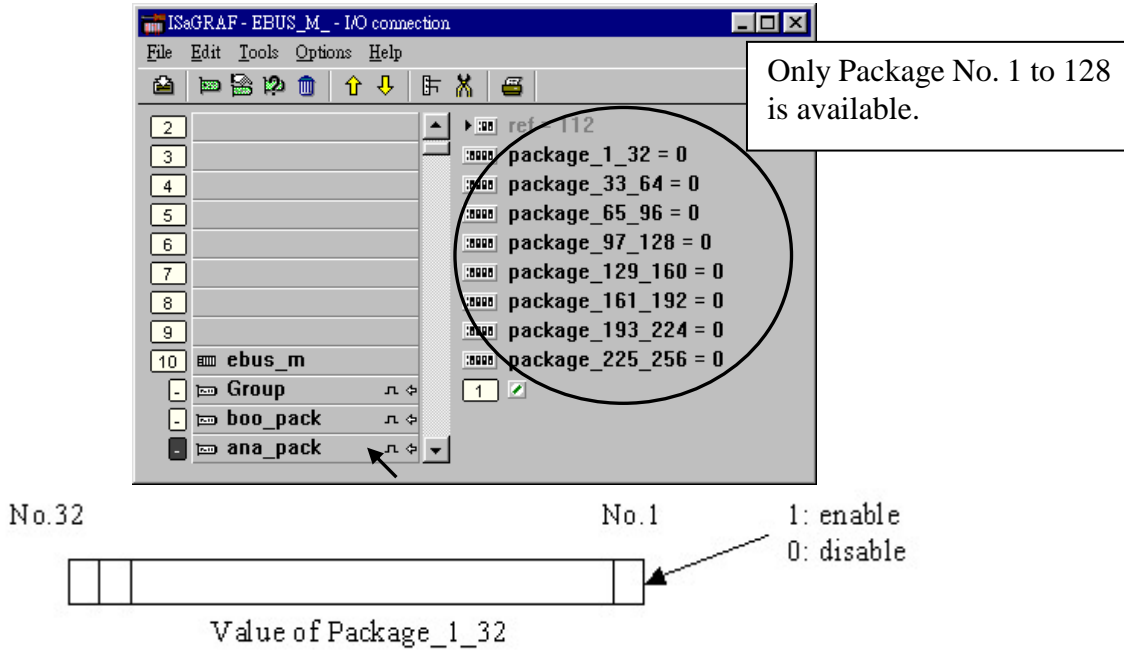 ISaGRAF - EBUS_M_ - I/O connection
File Edit Tools Options Help
Only Package No. 1 to 128
is available.
2
3
4
5
6
7
8
9
10 ebus_m
- Group
- boo_pack
- ana_pack
ref = 112
package_1_32 = 0
package_33_64 = 0
package_65_96 = 0
package_97_128 = 0
package_129_160 = 0
package_161_192 = 0
package_193_224 = 0
package_225_256 = 0
1
No.32
No.1
1: enable
0: disable
Value of Package_1_32